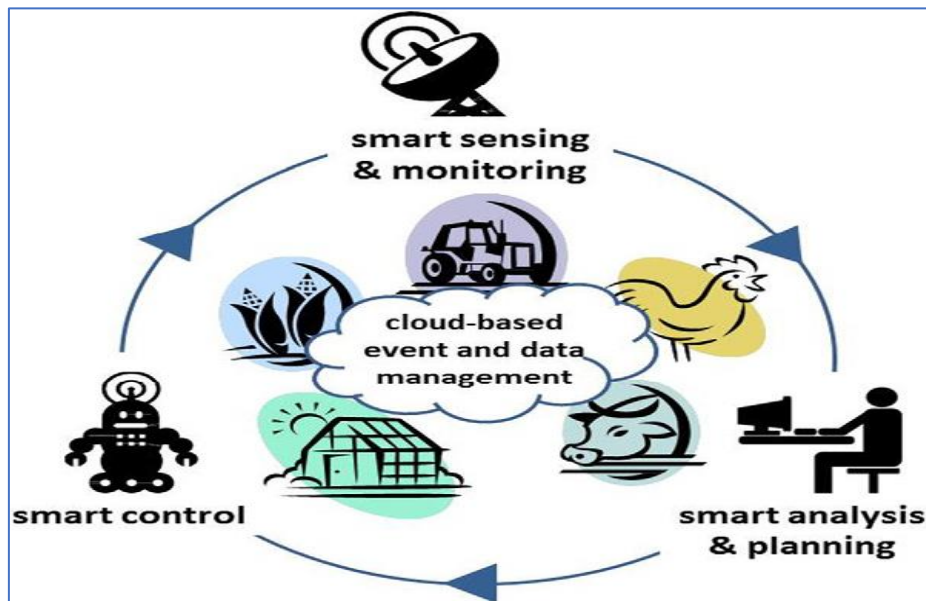 smart sensing
& monitoring
cloud-based
event and data
management
smart control
smart analysis
& planning